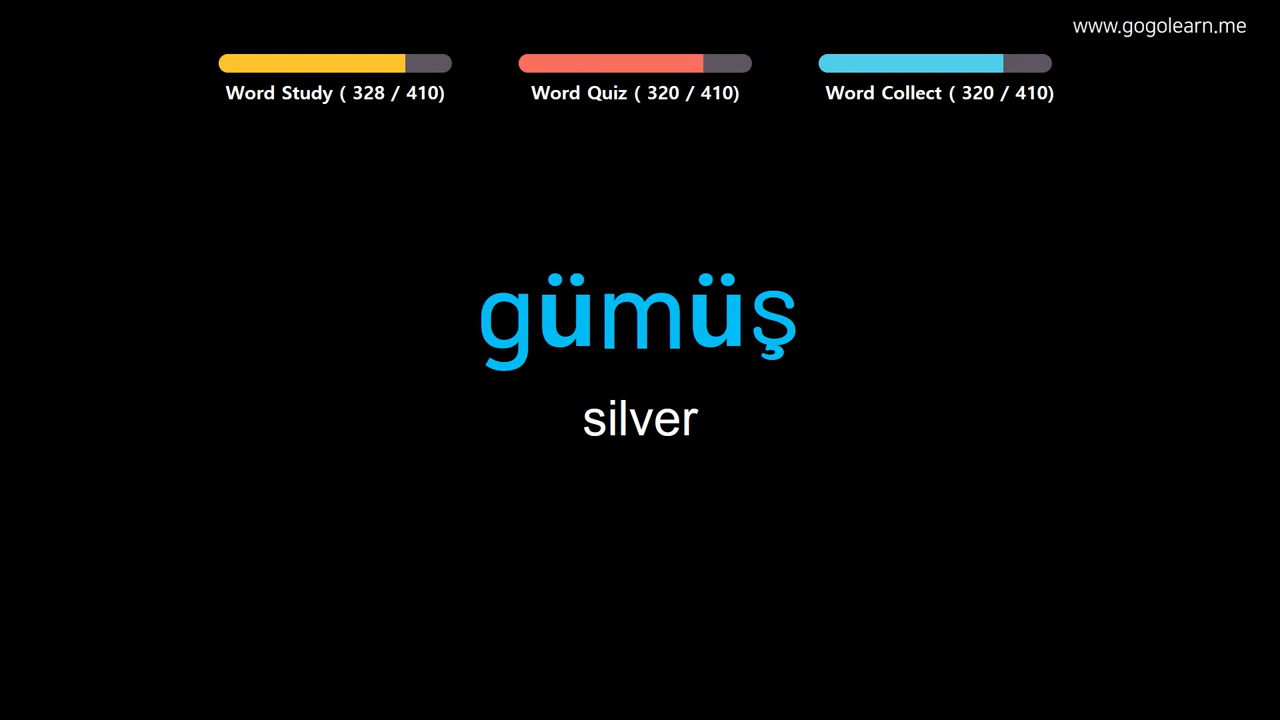 www.gogolearn.me
Word Study ( 328 / 410) Word Quiz ( 320 / 410) Word Collect ( 320 / 410)
gümüş
silver